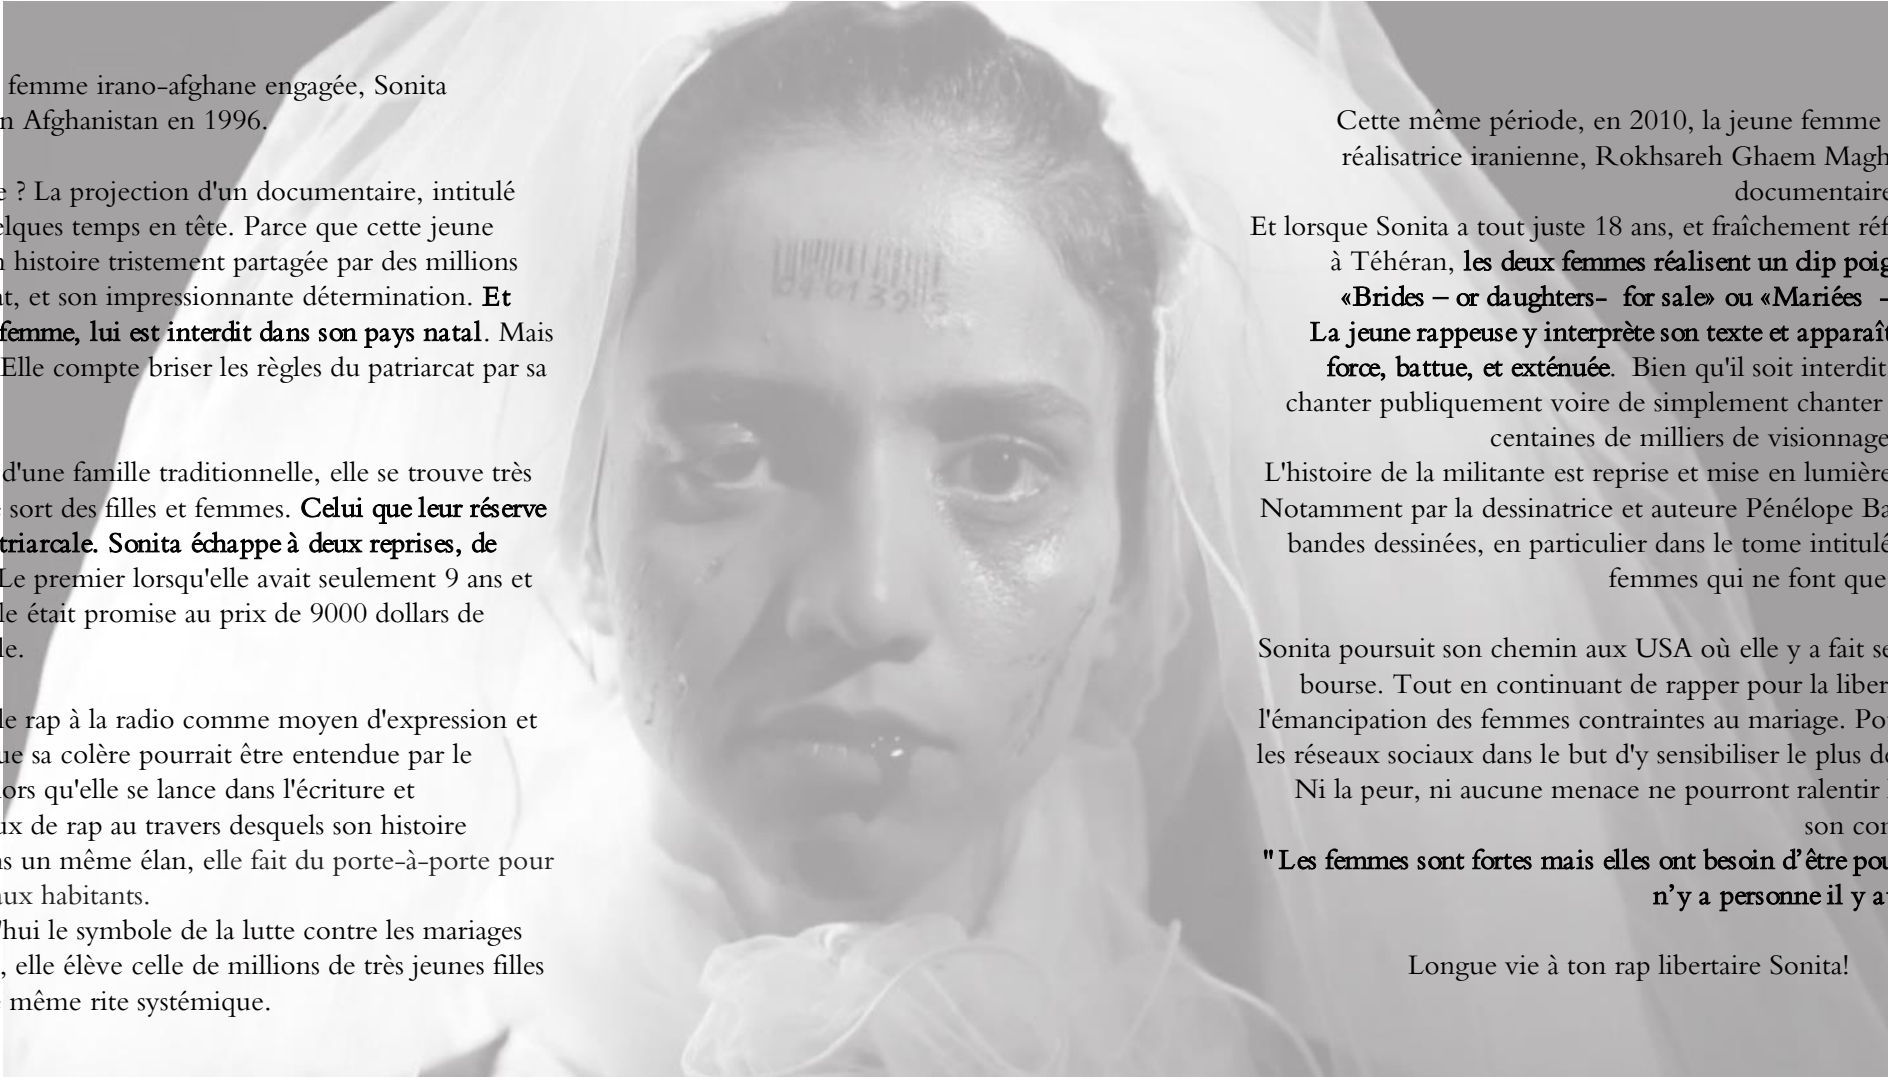 femme irano-afghane engagée, Sonita
n Afghanistan en 1996.
e ? La projection d'un documentaire, intitulé
elques temps en tête. Parce que cette jeune
n histoire tristement partagée par des millions
at, et son impressionnante détermination. Et
femme, lui est interdit dans son pays natal. Mais
Elle compte briser les règles du patriarcat par sa
d'une famille traditionnelle, elle se trouve très
sort des filles et femmes. Celui que leur réserve
triarcale. Sonita échappe à deux reprises, de
Le premier lorsqu'elle avait seulement 9 ans et
le était promise au prix de 9000 dollars de
le.
le rap à la radio comme moyen d'expression et
ue sa colère pourrait être entendue par le
lors qu'elle se lance dans l'écriture et
ux de rap au travers desquels son histoire
ns un même élan, elle fait du porte-à-porte pour
aux habitants.
'hui le symbole de la lutte contre les mariages
, elle élève celle de millions de très jeunes filles
même rite systémique.
Cette même période, en 2010, la jeune femme
réalisatrice iranienne, Rokhsareh Ghaem Magh
documentaire
Et lorsque Sonita a tout juste 18 ans, et fraîchement réf
à Téhéran, les deux femmes réalisent un clip poig
«Brides – or daughters- for sale» ou «Mariées -
La jeune rappeuse y interprète son texte et apparaît
force, battue, et exténuée. Bien qu'il soit interdit
chanter publiquement voire de simplement chanter
centaines de milliers de visionnage
L'histoire de la militante est reprise et mise en lumière
Notamment par la dessinatrice et auteure Pénélope Ba
bandes dessinées, en particulier dans le tome intitulé
femmes qui ne font que
Sonita poursuit son chemin aux USA où elle y a fait se
bourse. Tout en continuant de rapper pour la liber
l'émancipation des femmes contraintes au mariage. Po
les réseaux sociaux dans le but d'y sensibiliser le plus de
Ni la peur, ni aucune menace ne pourront ralentir
son con
"Les femmes sont fortes mais elles ont besoin d'être pou
n'y a personne il y a
Longue vie à ton rap libertaire Sonita!